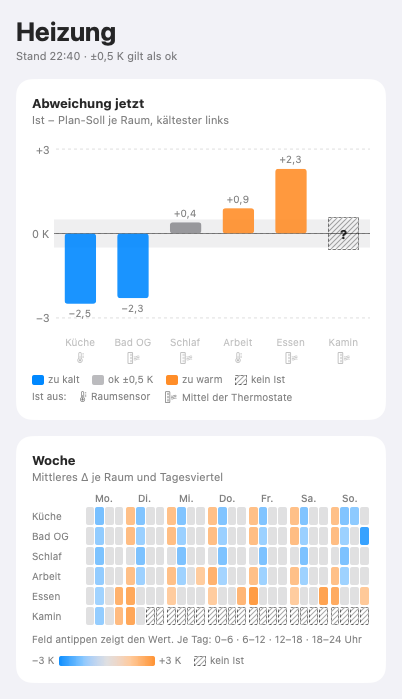 Heizung
Stand 22:40 · ±0,5 K gilt als ok
Abweichung jetzt
Ist – Plan-Soll je Raum, kältester links
+3
+2,3
+0,9
+0,4
0 K
?
−2,5
−2,3
−3
Küche Bad OG Schlaf Arbeit Essen Kamin
zu kalt ok ±0,5 K zu warm kein Ist
Ist aus: Raumsensor Mittel der Thermostate
Woche
Mittleres Δ je Raum und Tagesviertel
Mo. Di. Mi. Do. Fr. Sa. So.
Küche
Bad OG
Schlaf
Arbeit
Essen
Kamin
Feld antippen zeigt den Wert. Je Tag: 0–6 · 6–12 · 12–18 · 18–24 Uhr
−3 K +3 K kein Ist